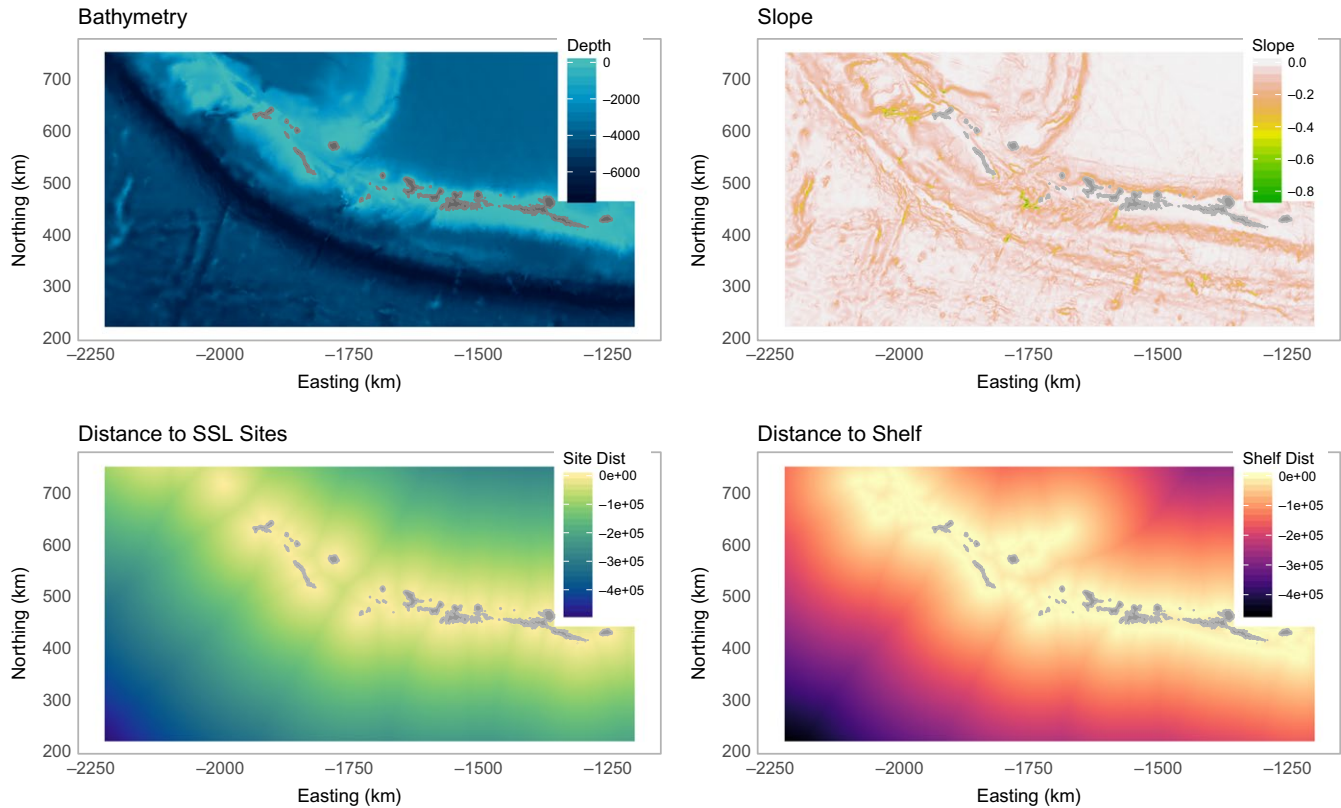 Bathymetry
Depth
0
–2000
–4000
–6000
700
600
500
400
300
200
Northing (km)
–2250 –2000 –1750 –1500 –1250
Easting (km)
Slope
Slope
0.0
–0.2
–0.4
–0.6
–0.8
700
600
500
400
300
200
Northing (km)
–2250 –2000 –1750 –1500 –1250
Easting (km)
Distance to SSL Sites
Site Dist
0e+00
–1e+05
–2e+05
–3e+05
–4e+05
700
600
500
400
300
200
Northing (km)
–2250 –2000 –1750 –1500 –1250
Easting (km)
Distance to Shelf
Shelf Dist
0e+00
–1e+05
–2e+05
–3e+05
–4e+05
700
600
500
400
300
200
Northing (km)
–2250 –2000 –1750 –1500 –1250
Easting (km)